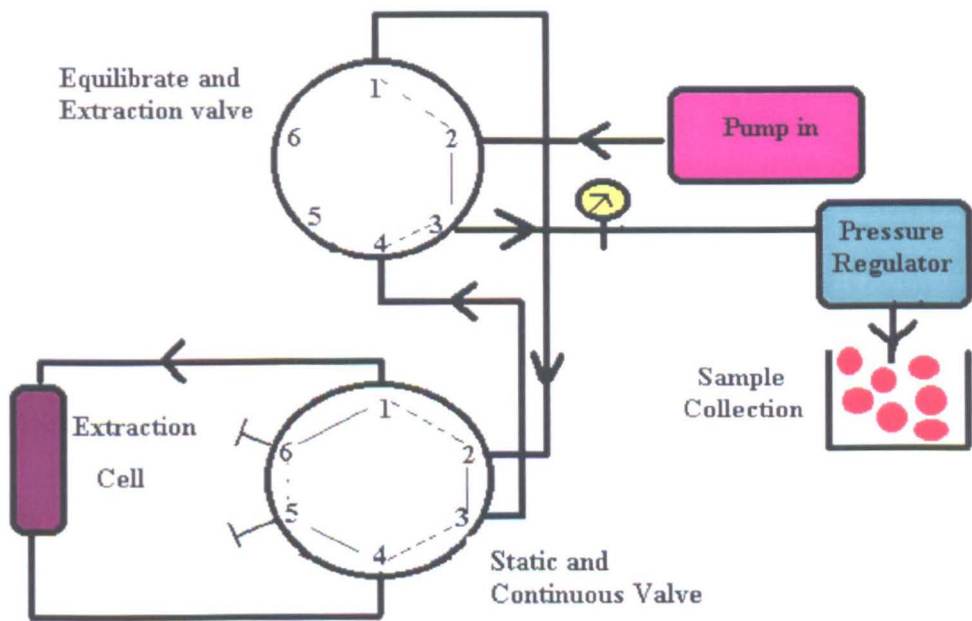 Equilibrate and
Extraction valve
1
2
3
4
5
6
Pump in
Pressure
Regulator
Sample
Collection
Extraction
Cell
1
2
3
4
5
6
Static and
Continuous Valve